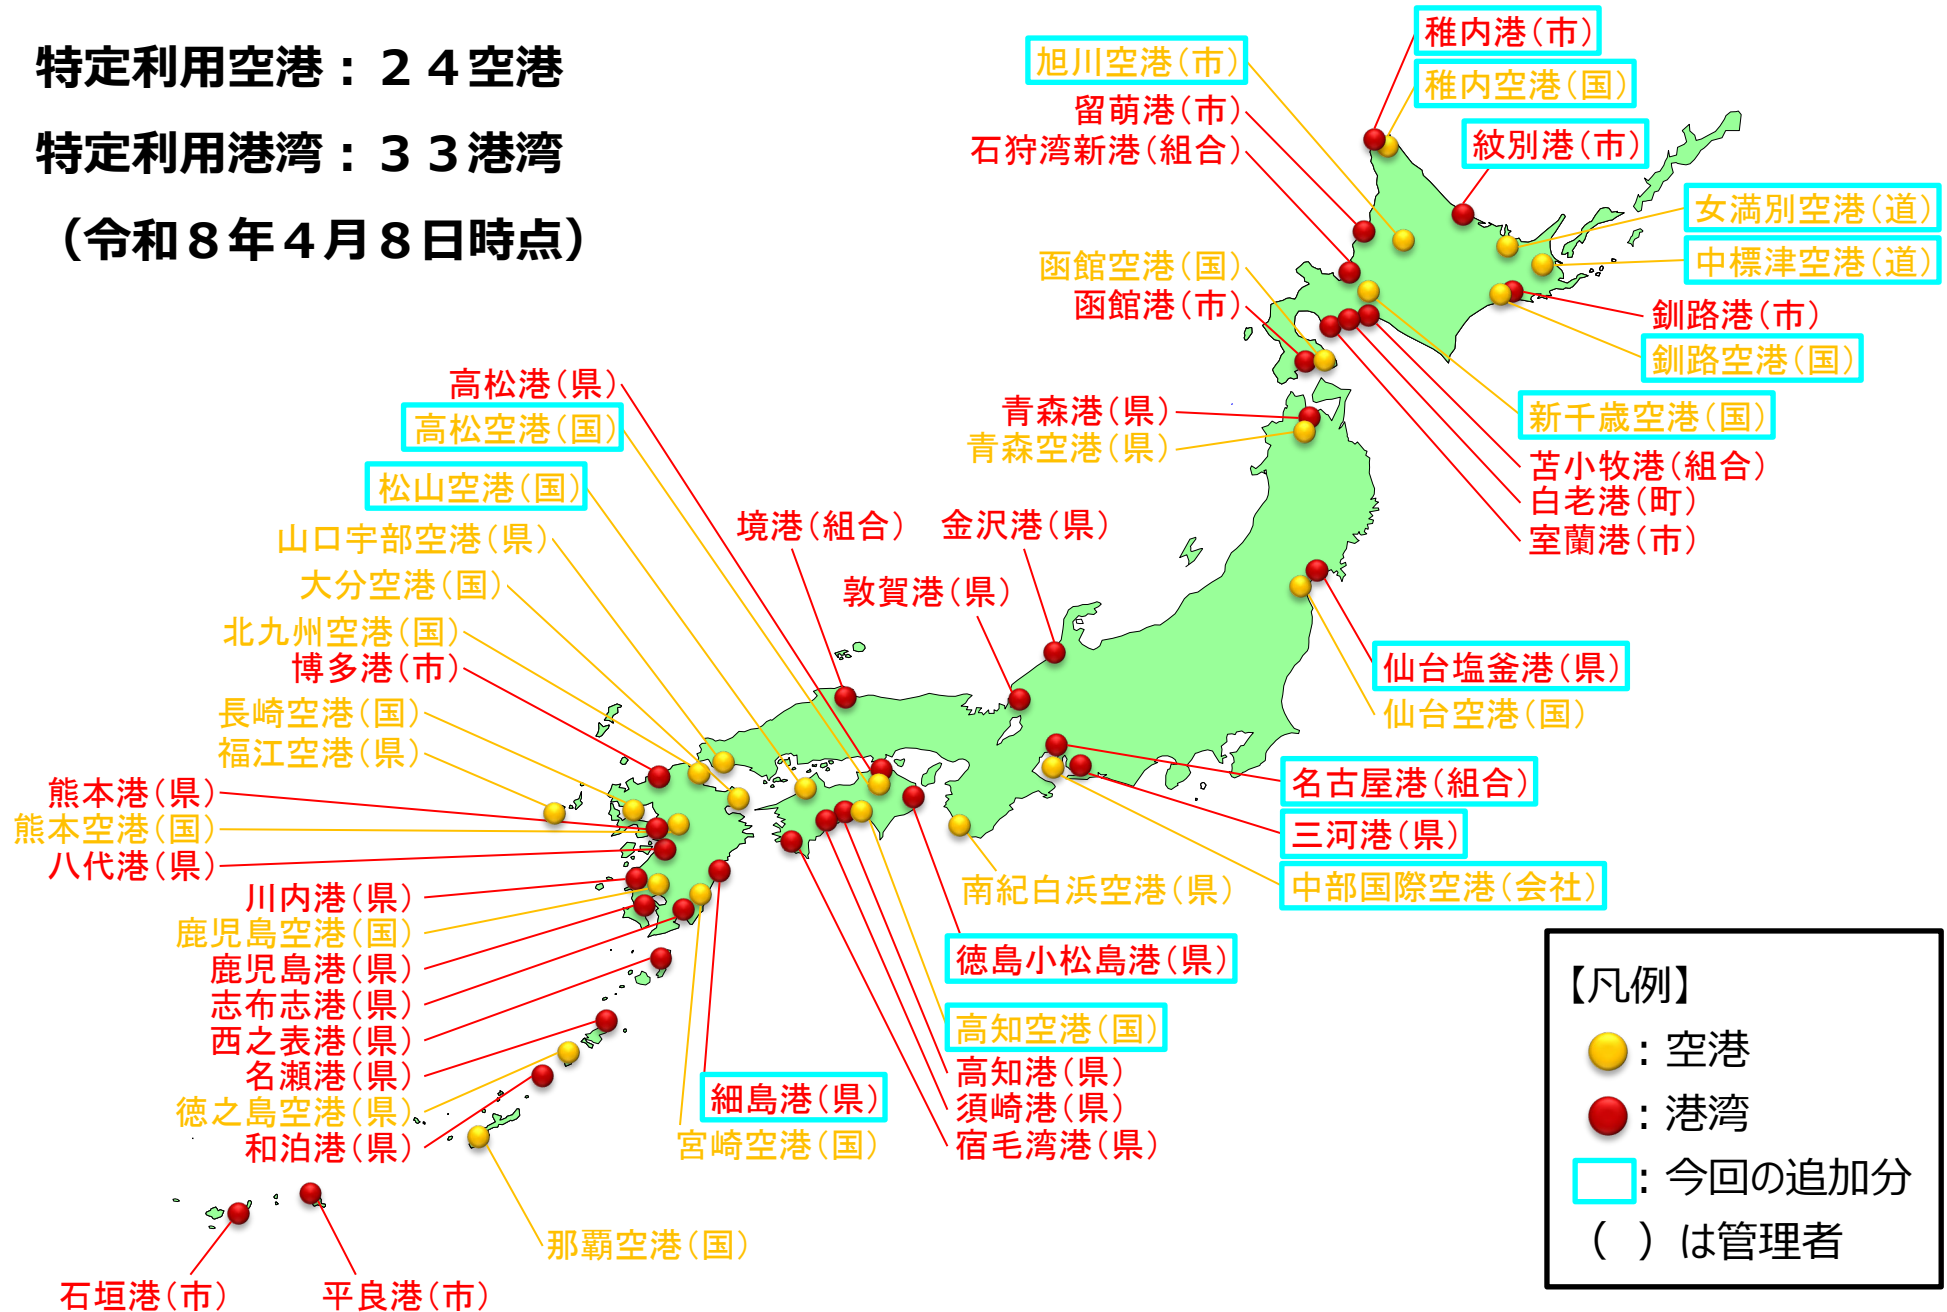 特定利用空港：２４空港
特定利用港湾：３３港湾
（令和８年４月８日時点）
稚内港（市）
旭川空港（市）
稚内空港（国）
留萌港（市）
石狩湾新港（組合）
紋別港（市）
女満別空港（道）
中標津空港（道）
函館空港（国）
函館港（市）
釧路港（市）
釧路空港（国）
新千歳空港（国）
苫小牧港（組合）
白老港（町）
室蘭港（市）
青森港（県）
青森空港（県）
高松港（県）
高松空港（国）
松山空港（国）
山口宇部空港（県）
大分空港（国）
北九州空港（国）
博多港（市）
長崎空港（国）
福江空港（県）
熊本港（県）
熊本空港（国）
八代港（県）
川内港（県）
鹿児島空港（国）
鹿児島港（県）
志布志港（県）
西之表港（県）
名瀬港（県）
徳之島空港（県）
和泊港（県）
境港（組合）
金沢港（県）
敦賀港（県）
仙台塩釜港（県）
仙台空港（国）
名古屋港（組合）
三河港（県）
中部国際空港（会社）
南紀白浜空港（県）
徳島小松島港（県）
高知空港（国）
高知港（県）
須崎港（県）
宿毛湾港（県）
細島港（県）
宮崎空港（国）
那覇空港（国）
石垣港（市）
平良港（市）
【凡例】
：空港
：港湾
：今回の追加分
（　）は管理者